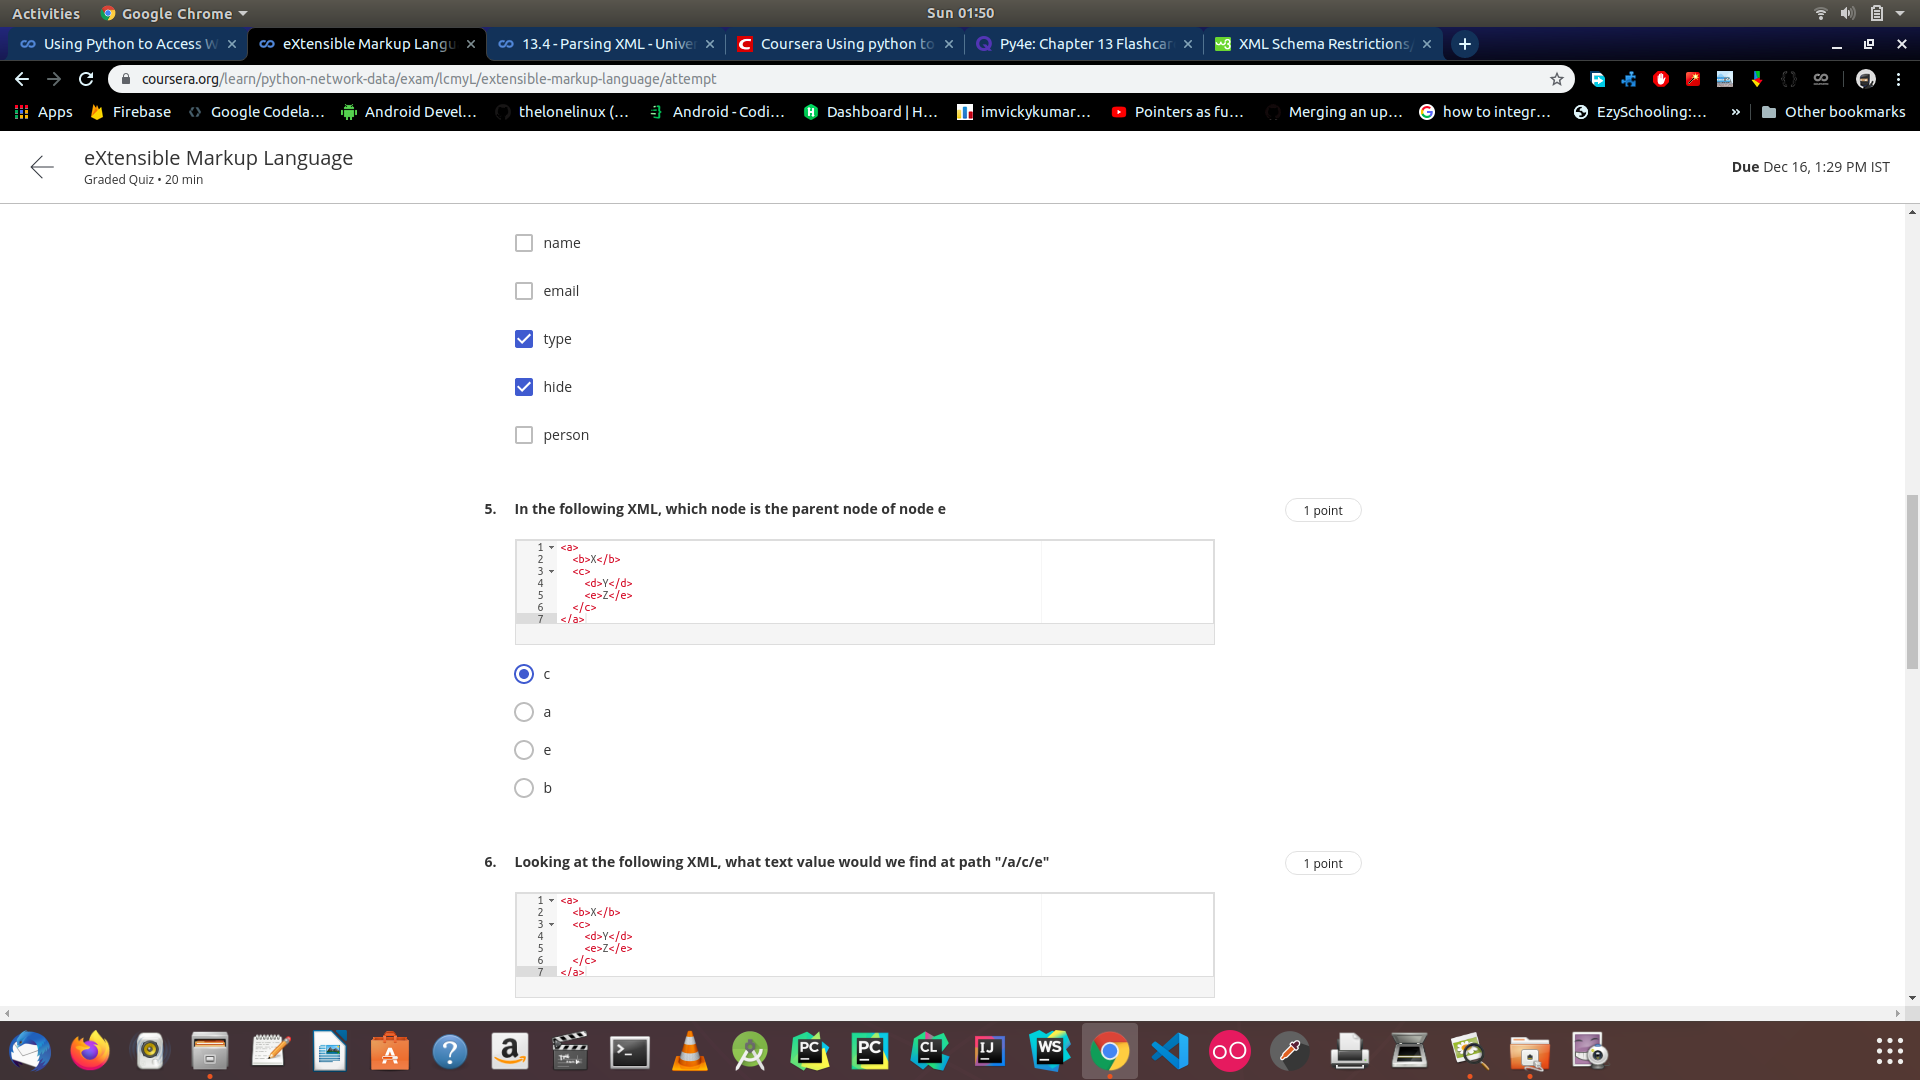 Activities Google Chrome Sun 01:50
Using Python to Access W eXtensible Markup Langu 13.4 - Parsing XML - Unive Coursera Using python to Py4e: Chapter 13 Flashcar XML Schema Restrictions/
coursera.org/learn/python-network-data/exam/lcmyL/extensible-markup-language/attempt
Apps Firebase Google Codela... Android Devel... thelonelinux (... Android - Codi... Dashboard | H... imvickykumar... Pointers as fu... Merging an up... how to integr... EzySchooling:... » Other bookmarks
eXtensible Markup Language
Graded Quiz • 20 min
Due Dec 16, 1:29 PM IST
name
email
type
hide
person
5. In the following XML, which node is the parent node of node e
1 point
1 <a>
2 <b>X</b>
3 <c>
4 <d>Y</d>
5 <e>Z</e>
6 </c>
7 </a>
c
a
e
b
6. Looking at the following XML, what text value would we find at path "/a/c/e"
1 point
1 <a>
2 <b>X</b>
3 <c>
4 <d>Y</d>
5 <e>Z</e>
6 </c>
7 </a>